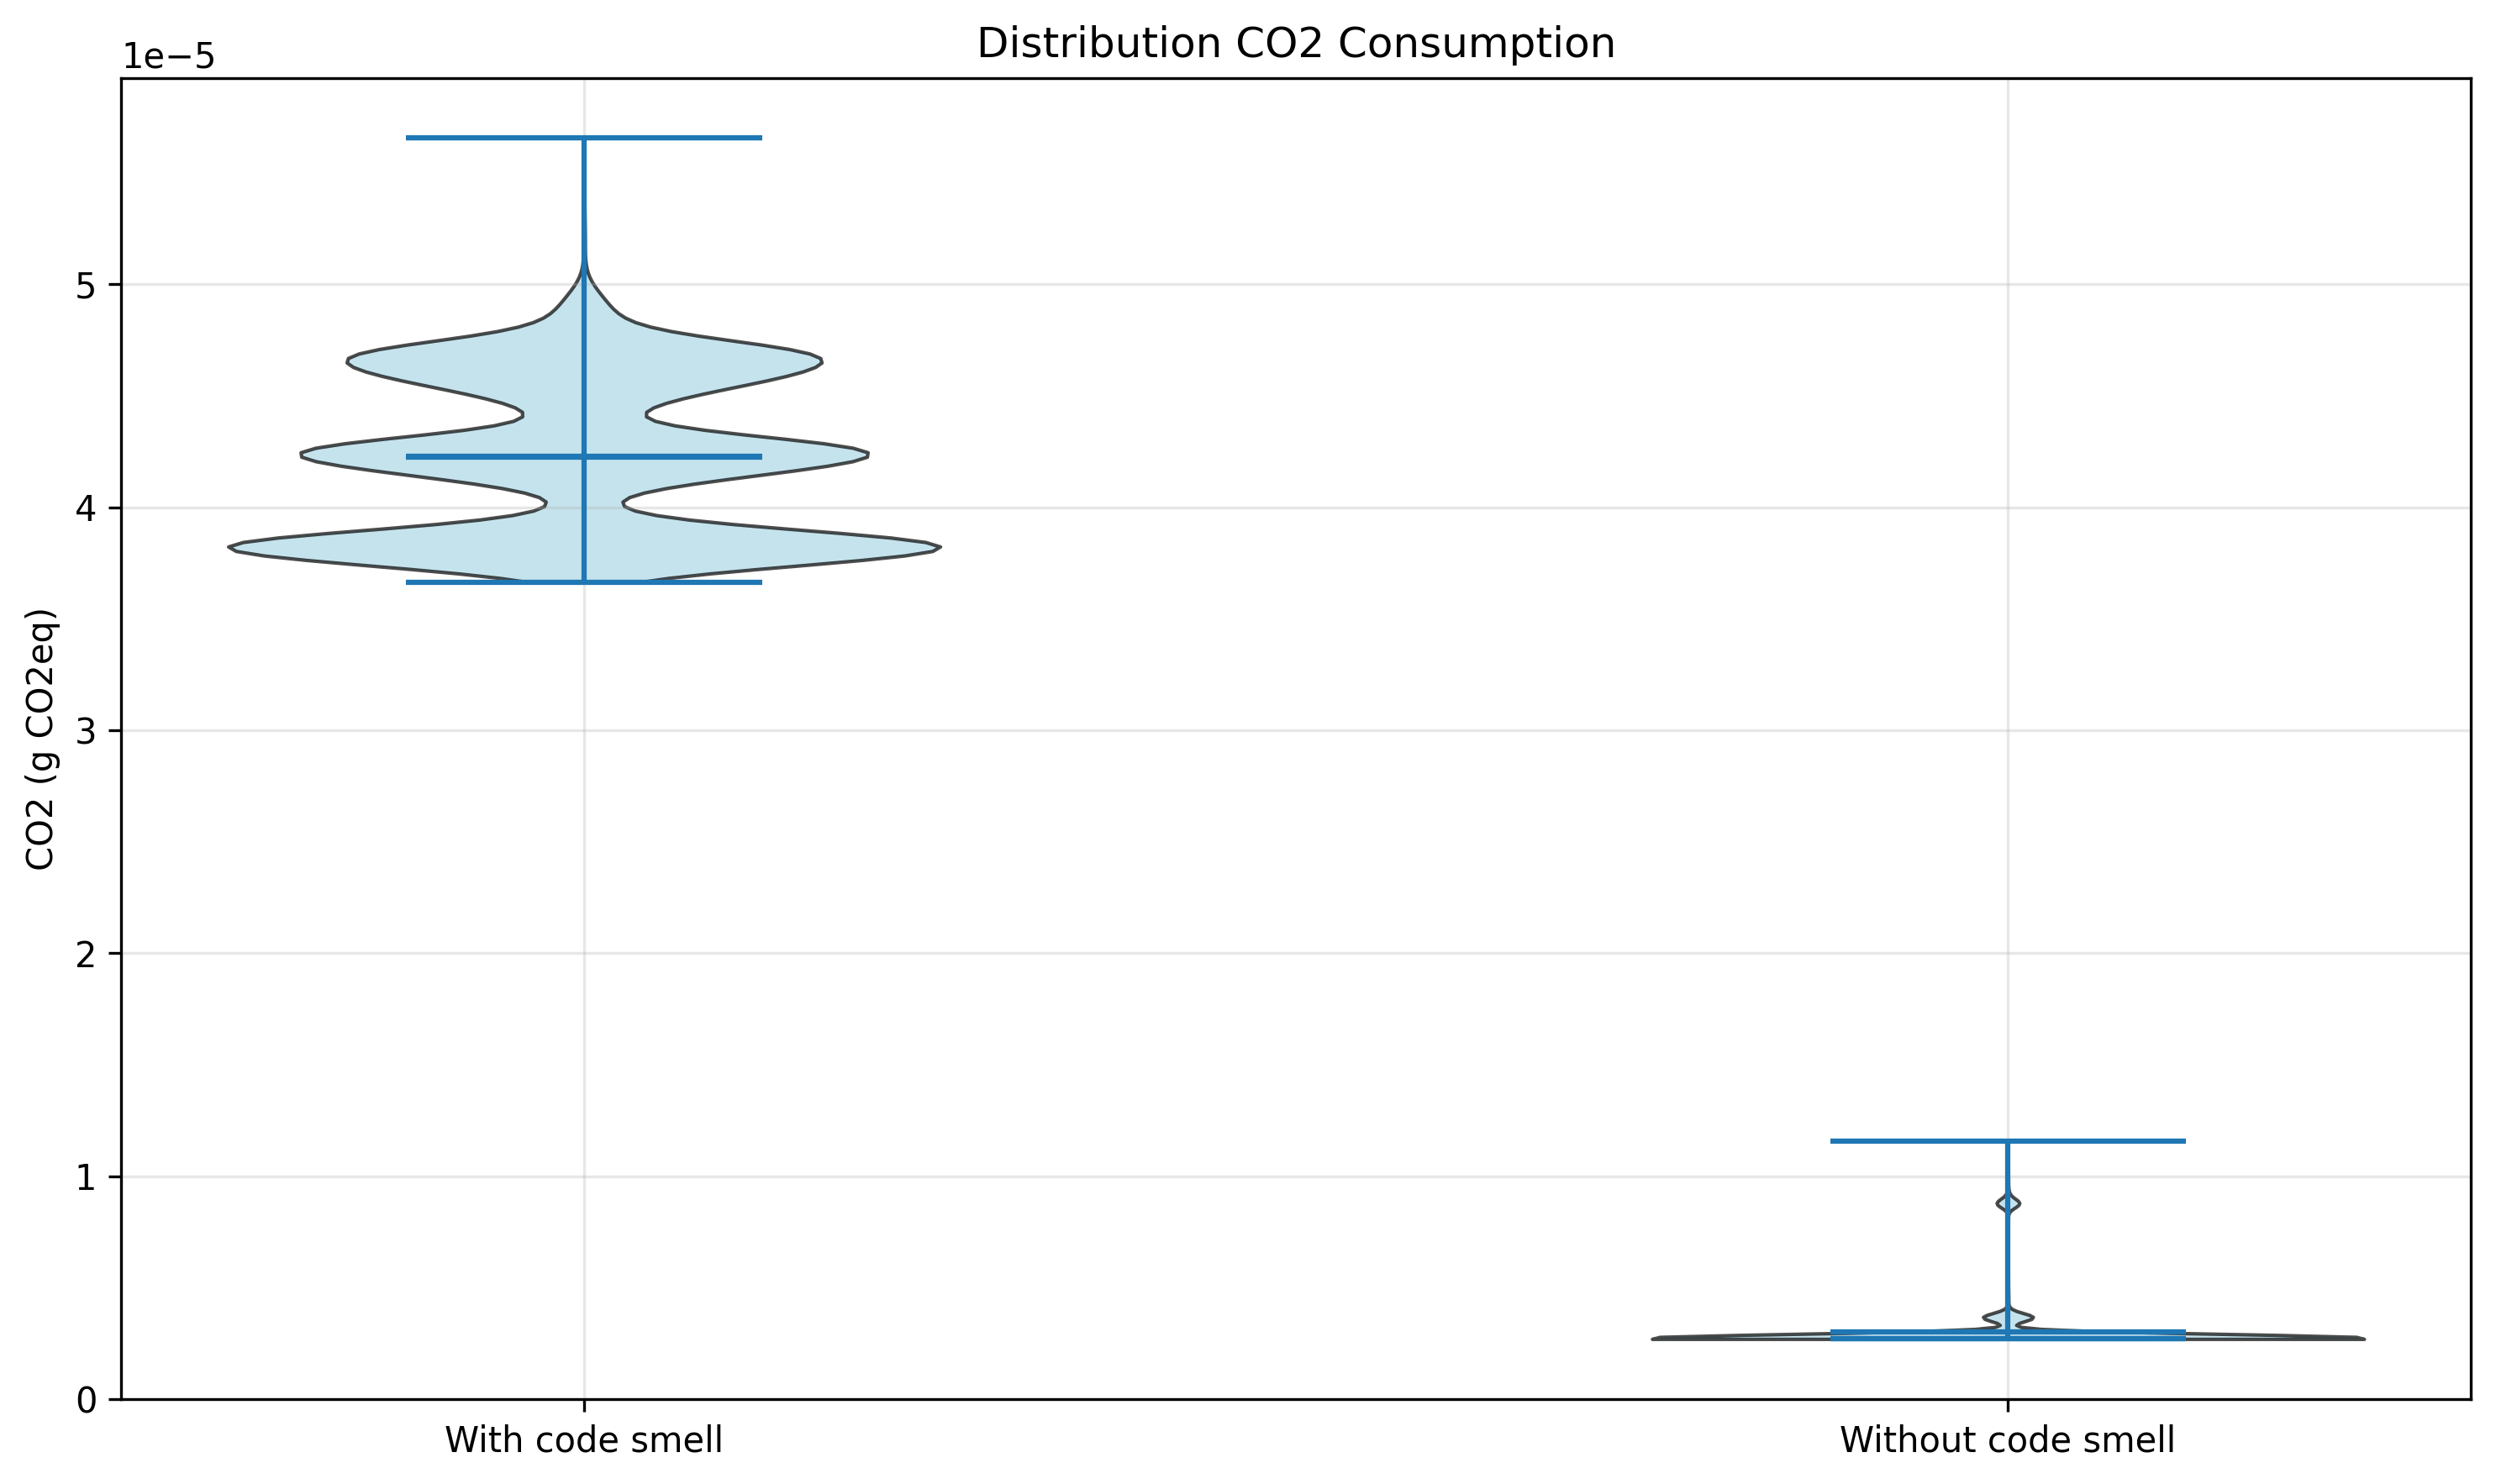 Distribution CO2 Consumption
1e−5
5
4
3
2
1
0
CO2 (g CO2eq)
With code smell
Without code smell